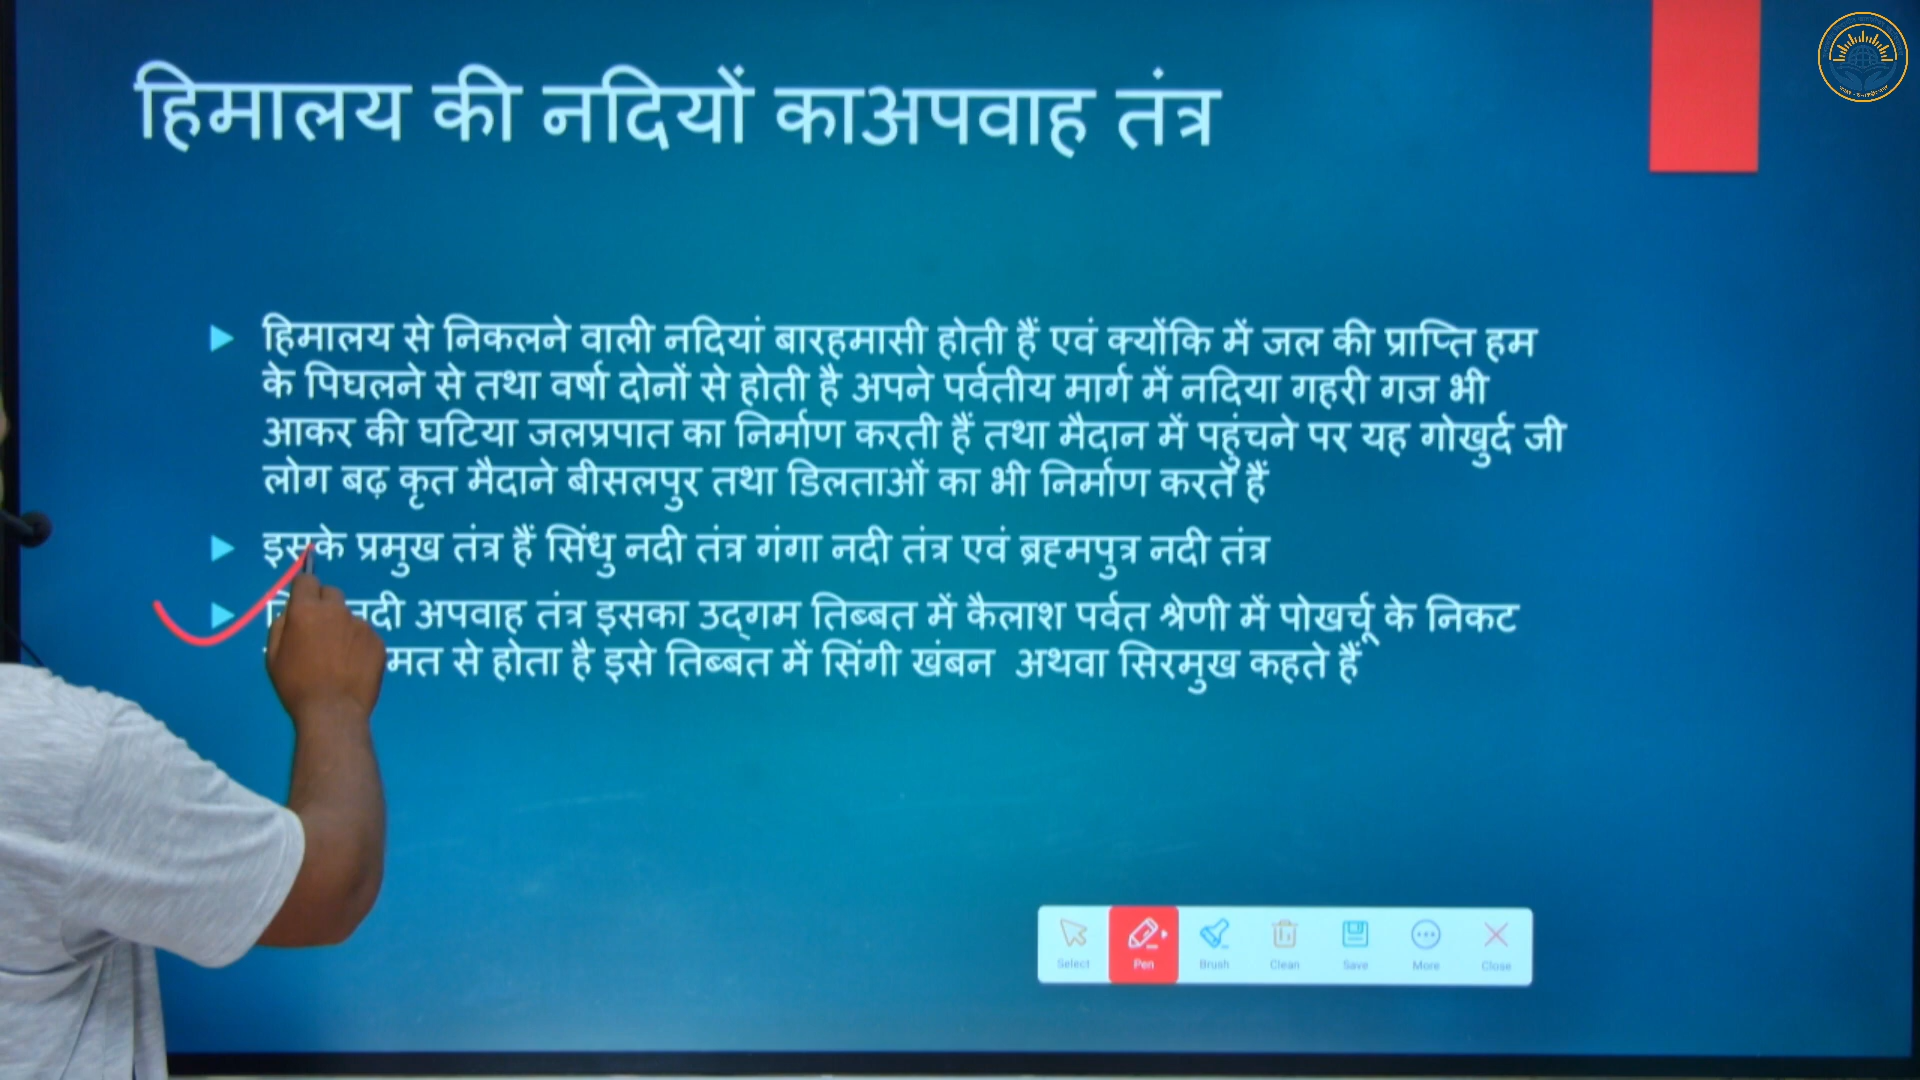 हिमालय की नदियों काअपवाह तंत्र
हिमालय से निकलने वाली नदियां बारहमासी होती हैं एवं क्योंकि में जल की प्राप्ति हम
के पिघलने से तथा वर्षा दोनों से होती है अपने पर्वतीय मार्ग में नदिया गहरी गज भी
आकर की घटिया जलप्रपात का निर्माण करती हैं तथा मैदान में पहुंचने पर यह गोखुर्द जी
लोग बढ़ कृत मैदाने बीसलपुर तथा डिलताओं का भी निर्माण करते हैं
इसके प्रमुख तंत्र हैं सिंधु नदी तंत्र गंगा नदी तंत्र एवं ब्रह्मपुत्र नदी तंत्र
नदी अपवाह तंत्र इसका उद्गम तिब्बत में कैलाश पर्वत श्रेणी में पोखर्चू के निकट
से होता है इसे तिब्बत में सिंगी खंबन अथवा सिरमुख कहते हैं
Select Pen Brush Clean Save More Close